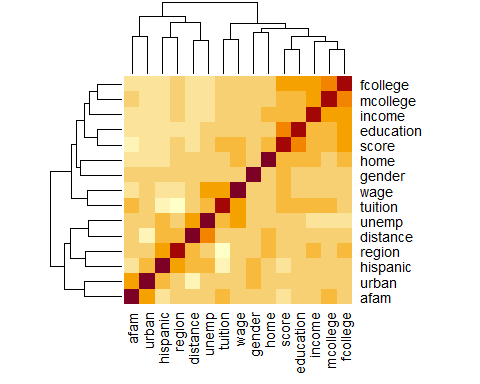 fcollege
mcollege
income
education
score
home
gender
wage
tuition
unemp
distance
region
hispanic
urban
afam
afam
urban
hispanic
region
distance
unemp
tuition
wage
gender
home
score
education
income
mcollege
fcollege